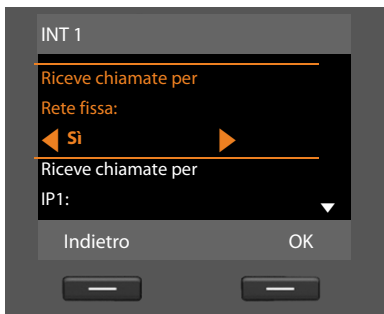 INT 1
Riceve chiamate per
Rete fissa:
Sì
Riceve chiamate per
IP1:
Indietro OK